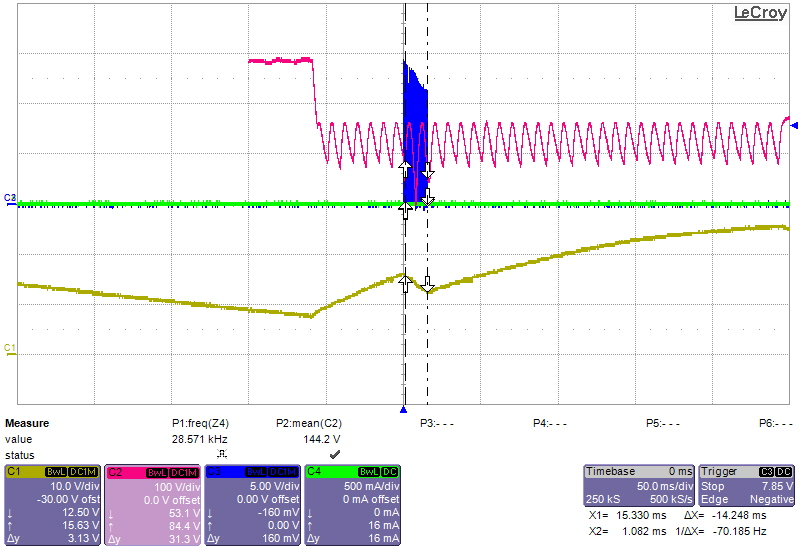 LeCroy
C2
C1
Measure P1:freq(Z4) P2:mean(C2) P3:- - - P4:- - - P5:- - - P6:- - -
value 28.571 kHz 144.2 V
status
C1 BwL DC1M
10.0 V/div
-30.00 V ofst
↓ 12.50 V
↑ 15.63 V
Δy 3.13 V
C2 BwL DC1M
100 V/div
0.0 V offset
↓ 53.1 V
↑ 84.4 V
Δy 31.3 V
BwL DC1M
5.00 V/div
0.00 V offset
↓ -160 mV
↑ 0.00 V
Δy 160 mV
C4 BwL DC
500 mA/div
0 mA offset
↓ 0 mA
↑ 16 mA
Δy 16 mA
Timebase 0 ms
50.0 ms/div
250 kS 500 kS/s
Trigger C3 DC
Stop 7.85 V
Edge Negative
X1= 15.330 ms ΔX= -14.248 ms
X2= 1.082 ms 1/ΔX= -70.185 Hz